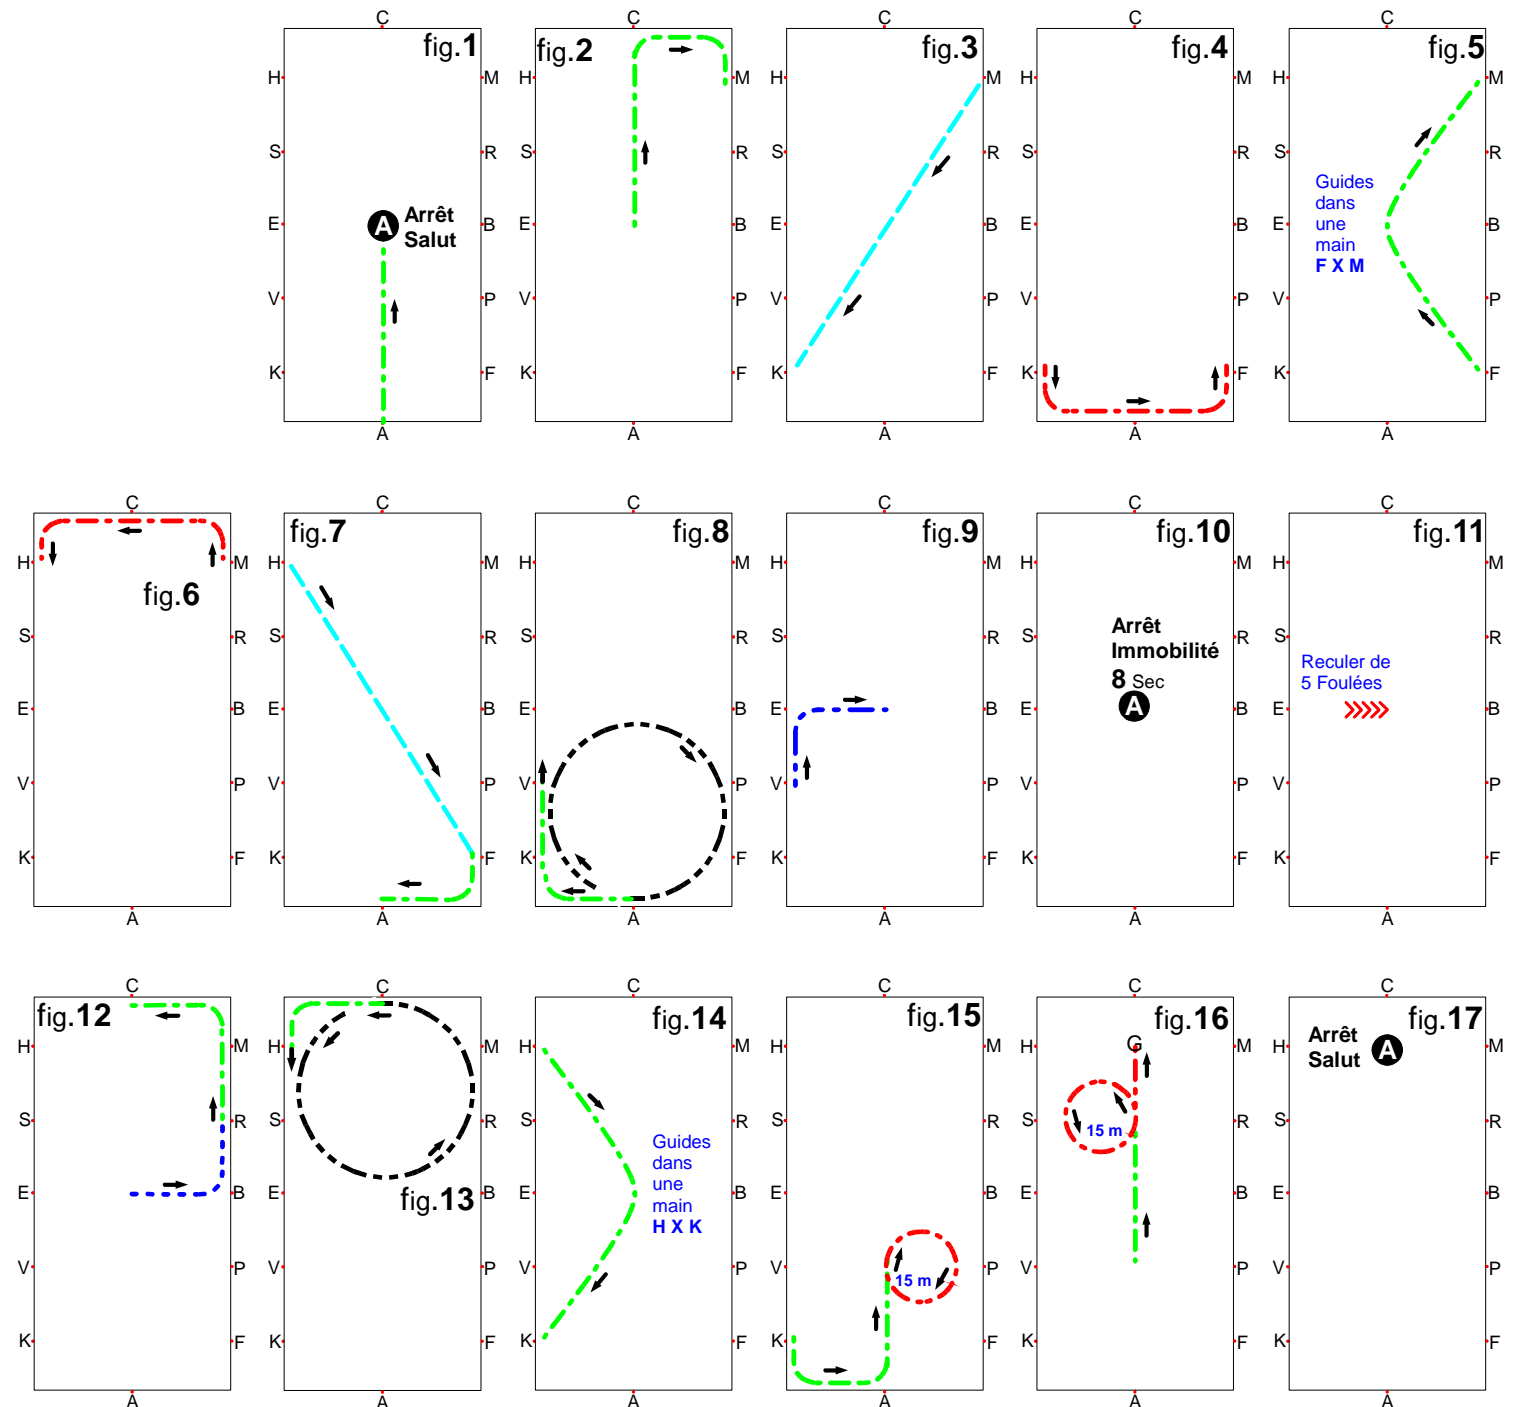 C C C C C
fig.1 fig.2 fig.3 fig.4 fig.5
H M H M H M H M H M
S R S R S R S R S R
Guides
dans
une
main
F X M
A Arrêt
Salut
E B E B E B E B E B
V P V P V P V P V P
K F K F K F K F K F
A A A A A
C C C C C C
fig.6 fig.7 fig.8 fig.9 fig.10 fig.11
H M H M H M H M H M H M
S R S R S R S R S R S R
Arrêt
Immobilité
8 Sec
A
Reculer de
5 Foulées
E B E B E B E B E B E B
V P V P V P V P V P V P
K F K F K F K F K F K F
A A A A A A
C C C C C C
fig.12 fig.13 fig.14 fig.15 fig.16 fig.17
H M H M H M H M H G M H M
Arrêt
Salut A
S R S R S R S R S R S R
Guides
dans
une
main
H X K
15 m
E B E B E B E B E B E B
V P V P V P V P V P V P
15 m
K F K F K F K F K F K F
A A A A A A